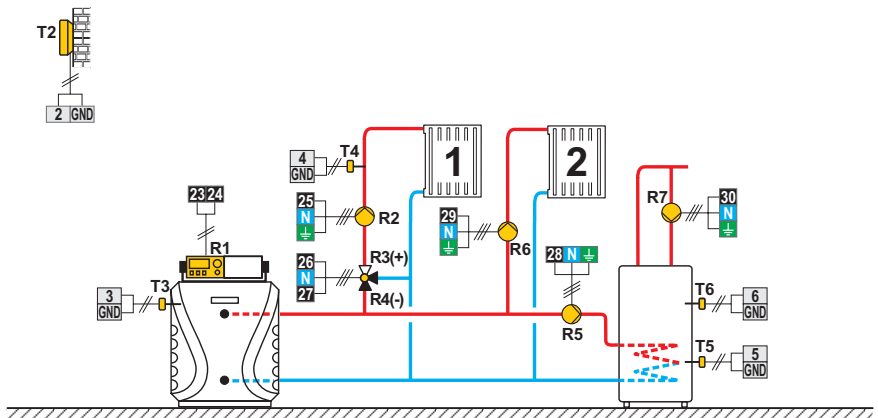 T2
2 GND
23 24
R1
T3
3
GND
4
GND
T4
1
2
25
N
R2
26
N
27
R3(+)
R4(-)
29
N
R6
28 N
R5
R7
30
N
T6
6
GND
T5
5
GND